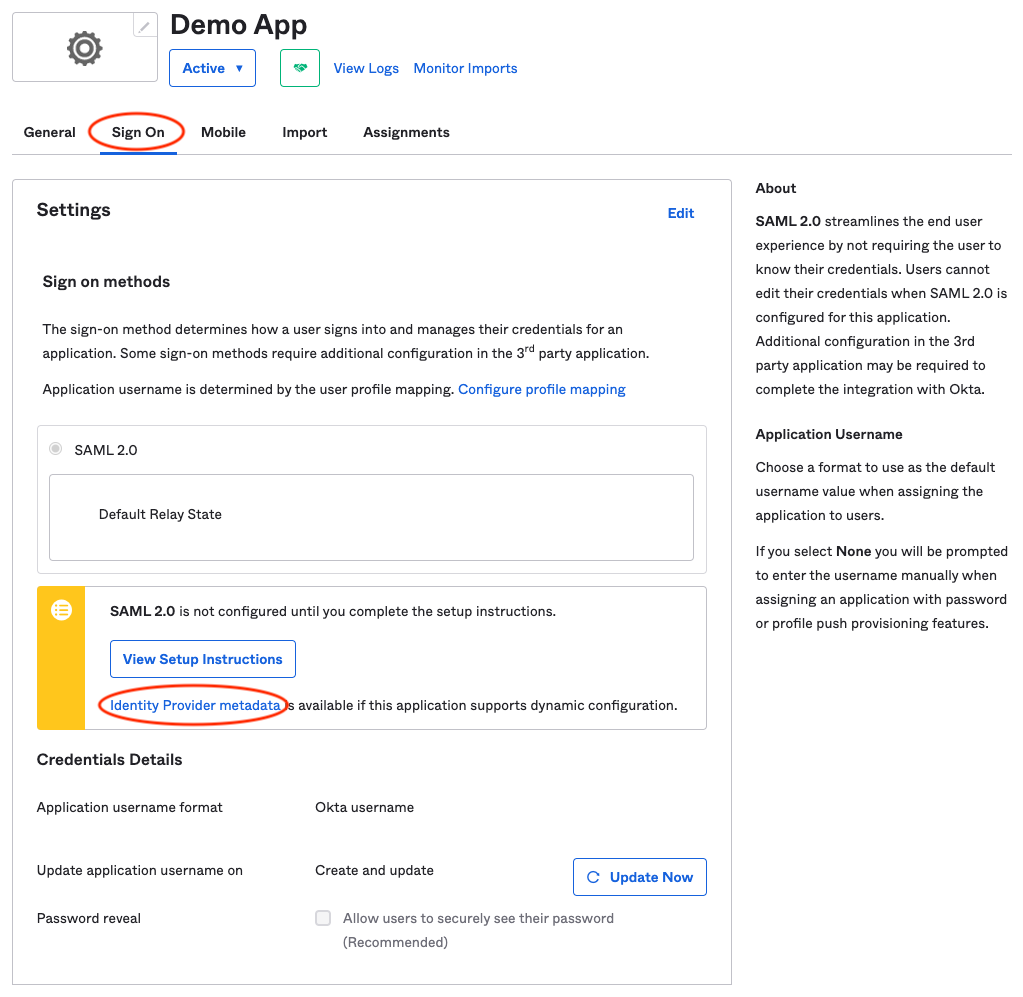 Demo App
Active ▼
View Logs
Monitor Imports
General
Sign On
Mobile
Import
Assignments
Settings
Edit
Sign on methods
The sign-on method determines how a user signs into and manages their credentials for an
application. Some sign-on methods require additional configuration in the 3rd party application.
Application username is determined by the user profile mapping. Configure profile mapping
SAML 2.0
Default Relay State
SAML 2.0 is not configured until you complete the setup instructions.
View Setup Instructions
Identity Provider metadata is available if this application supports dynamic configuration.
Credentials Details
Application username format
Okta username
Update application username on
Create and update
Update Now
Password reveal
Allow users to securely see their password
(Recommended)
About
SAML 2.0 streamlines the end user
experience by not requiring the user to
know their credentials. Users cannot
edit their credentials when SAML 2.0 is
configured for this application.
Additional configuration in the 3rd
party application may be required to
complete the integration with Okta.
Application Username
Choose a format to use as the default
username value when assigning the
application to users.
If you select None you will be prompted
to enter the username manually when
assigning an application with password
or profile push provisioning features.